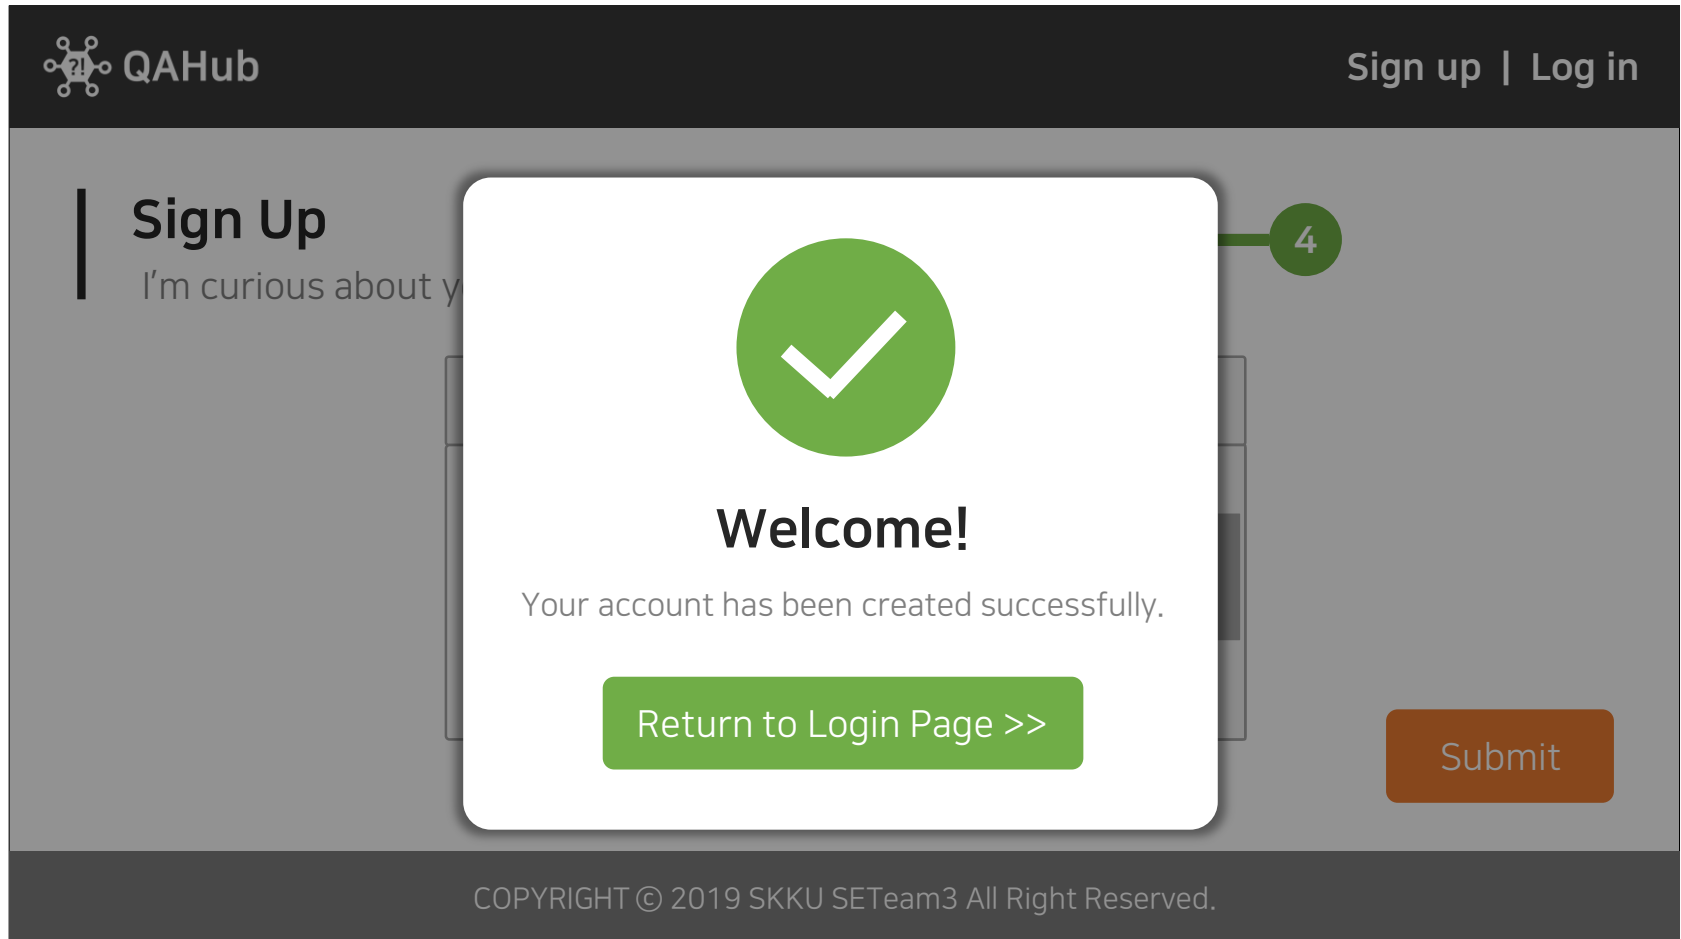 ?! QAHub
Sign up | Log in
Sign Up
I'm curious about
4
Welcome!
Your account has been created successfully.
Return to Login Page >>
Submit
COPYRIGHT © 2019 SKKU SETeam3 All Right Reserved.